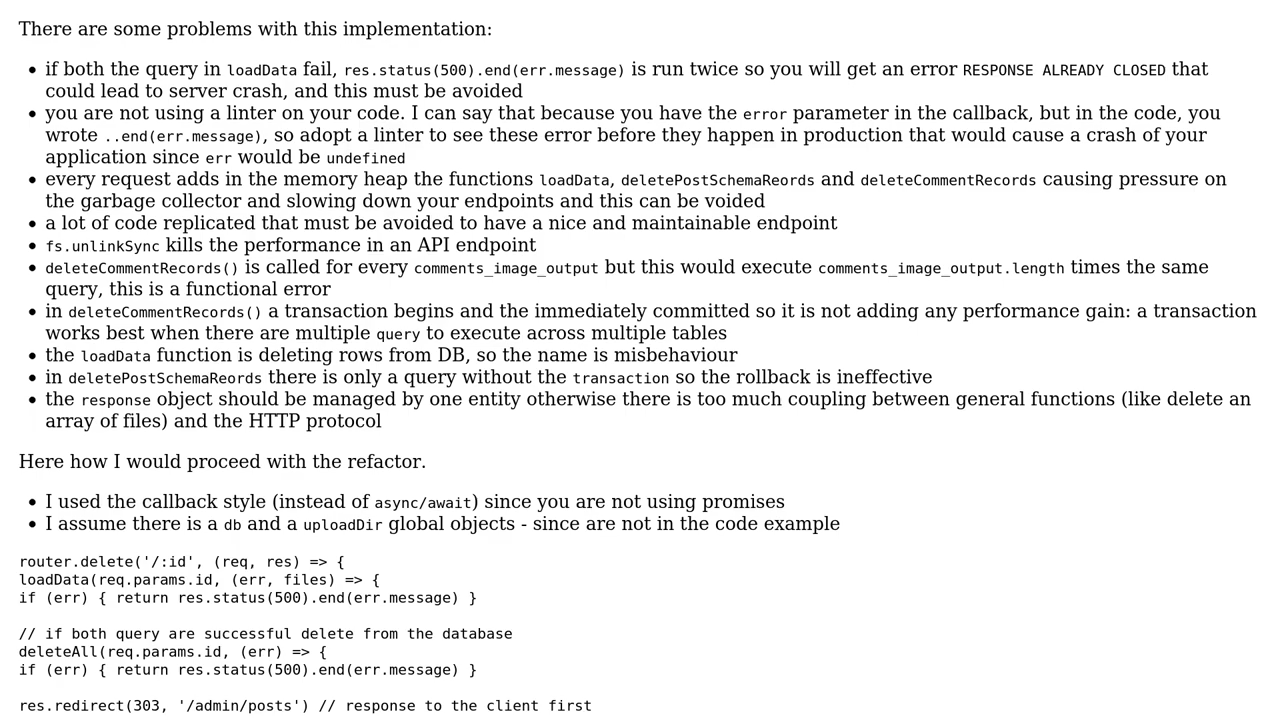 There are some problems with this implementation:
if both the query in loadData fail, res.status(500).end(err.message) is run twice so you will get an error RESPONSE ALREADY CLOSED that
could lead to server crash, and this must be avoided
you are not using a linter on your code. I can say that because you have the error parameter in the callback, but in the code, you
wrote ..end(err.message), so adopt a linter to see these error before they happen in production that would cause a crash of your
application since err would be undefined
every request adds in the memory heap the functions loadData, deletePostSchemaReords and deleteCommentRecords causing pressure on
the garbage collector and slowing down your endpoints and this can be voided
a lot of code replicated that must be avoided to have a nice and maintainable endpoint
fs.unlinkSync kills the performance in an API endpoint
deleteCommentRecords() is called for every comments_image_output but this would execute comments_image_output.length times the same
query, this is a functional error
in deleteCommentRecords() a transaction begins and the immediately committed so it is not adding any performance gain: a transaction
works best when there are multiple query to execute across multiple tables
the loadData function is deleting rows from DB, so the name is misbehaviour
in deletePostSchemaReords there is only a query without the transaction so the rollback is ineffective
the response object should be managed by one entity otherwise there is too much coupling between general functions (like delete an
array of files) and the HTTP protocol
Here how I would proceed with the refactor.
I used the callback style (instead of async/await) since you are not using promises
I assume there is a db and a uploadDir global objects - since are not in the code example
router.delete('/:id', (req, res) => {
loadData(req.params.id, (err, files) => {
if (err) { return res.status(500).end(err.message) }
// if both query are successful delete from the database
deleteAll(req.params.id, (err) => {
if (err) { return res.status(500).end(err.message) }
res.redirect(303, '/admin/posts') // response to the client first